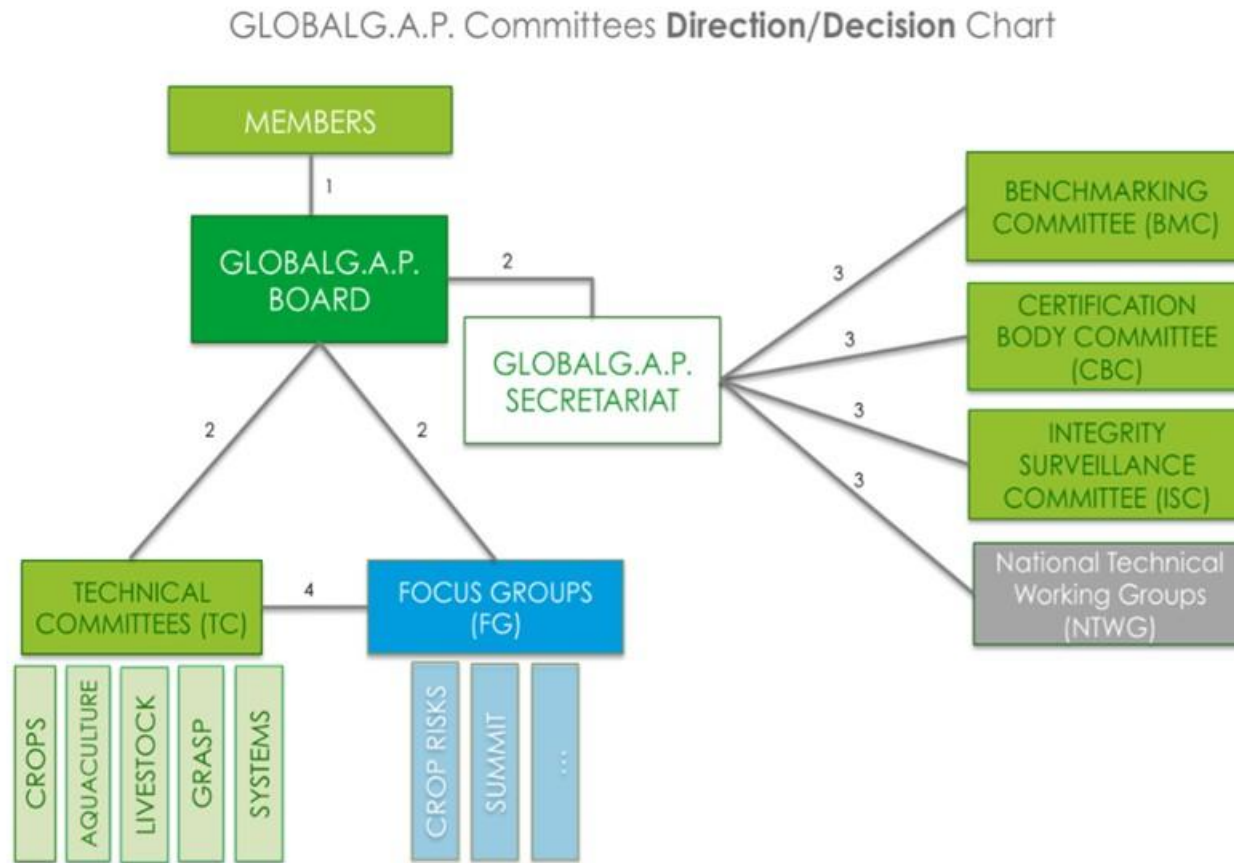 GLOBALG.A.P. Committees Direction/Decision Chart
MEMBERS
1
GLOBALG.A.P.
BOARD
2
GLOBALG.A.P.
SECRETARIAT
3
BENCHMARKING
COMMITTEE (BMC)
3
CERTIFICATION
BODY COMMITTEE
(CBC)
3
INTEGRITY
SURVEILLANCE
COMMITTEE (ISC)
3
National Technical
Working Groups
(NTWG)
2
2
TECHNICAL
COMMITTEES (TC)
4
FOCUS GROUPS
(FG)
CROPS
AQUACULTURE
LIVESTOCK
GRASP
SYSTEMS
CROP RISKS
SUMMIT
...